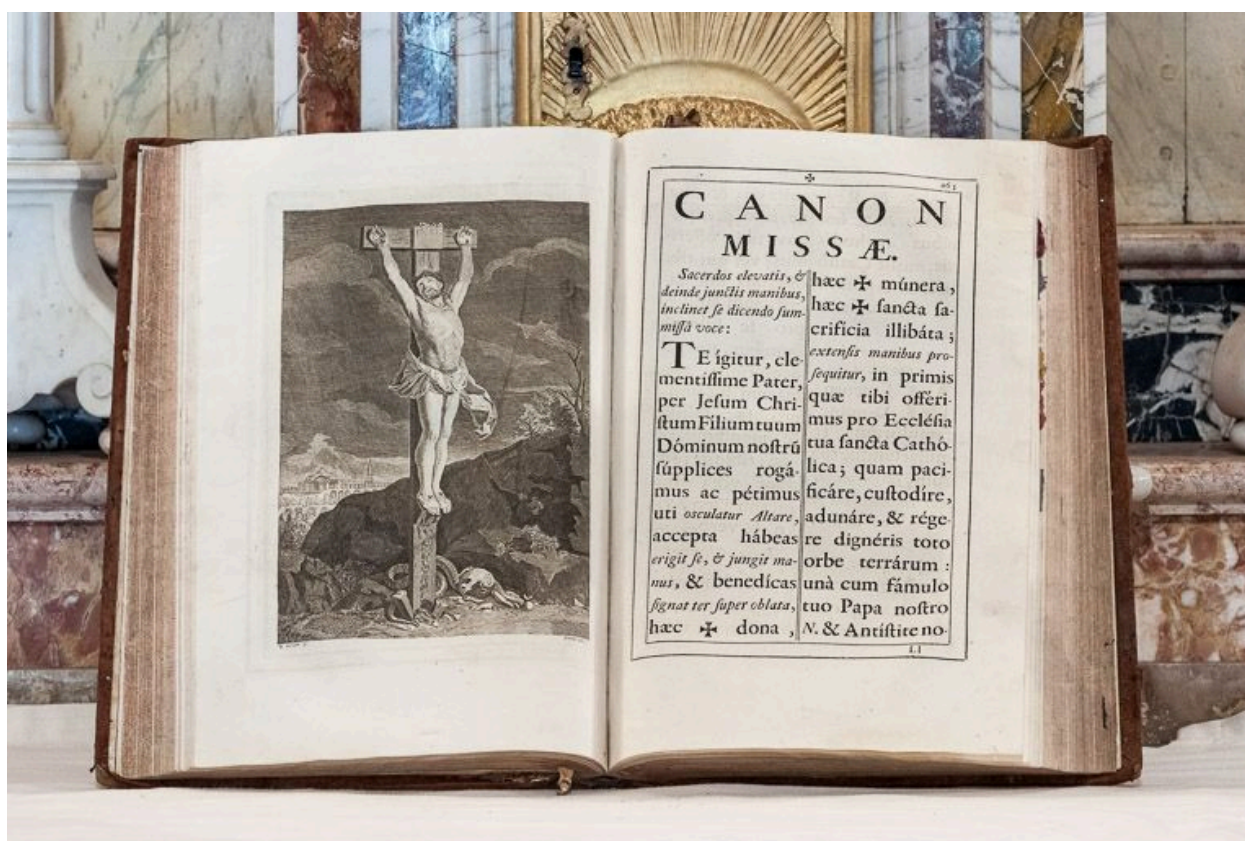 ✠
CANON
MISSÆ.
Sacerdos elevatis, &
deinde junctis manibus,
inclinet ſe dicendo ſum-
miſſâ voce:
TE ígitur, cle-
mentiſſime Pater,
per Jeſum Chri-
ſtum Filium tuum
Dóminum noſtrũ
ſúpplices rogá-
mus ac pétimus
uti osculatur Altare,
accepta hábeas
erigit ſe, & jungit ma-
nus, & benedícas
ſignat ter ſuper oblata,
hæc ✠ dona,
hæc ✠ múnera,
hæc ✠ ſancta ſa-
crifícia illibáta;
extenſis manibus pro-
ſequitur, in primis
quæ tibi offéri-
mus pro Eccléſia
tua ſancta Cathó-
lica; quam paci-
ficáre, cuſtodíre,
adunáre, & rége-
re dignéris toto
orbe terrárum:
unà cum fámulo
tuo Papa noſtro
N. & Antíſtite no-